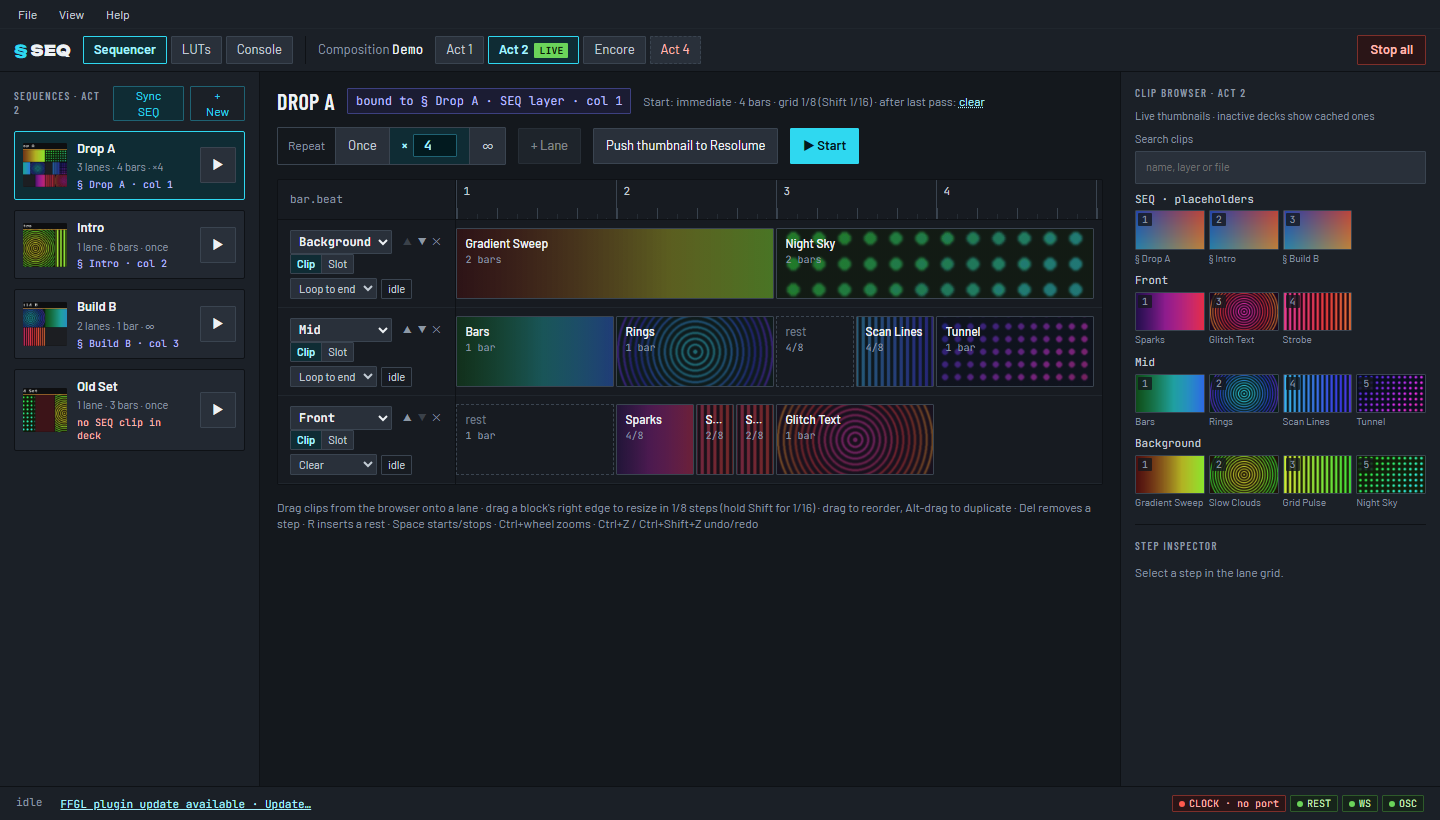 File View Help
§ SEQ Sequencer LUTs Console Composition Demo Act 1 Act 2 LIVE Encore Act 4 Stop all
SEQUENCES · ACT 2
Sync SEQ
+ New
Drop A
3 lanes · 4 bars · ×4
§ Drop A · col 1
Intro
1 lane · 6 bars · once
§ Intro · col 2
Build B
2 lanes · 1 bar · ∞
§ Build B · col 3
Old Set
1 lane · 3 bars · once
no SEQ clip in
deck
DROP A bound to § Drop A · SEQ layer · col 1 Start: immediate · 4 bars · grid 1/8 (Shift 1/16) · after last pass: clear
Repeat Once × 4 ∞ + Lane Push thumbnail to Resolume ▶ Start
bar.beat 1 2 3 4
Background ▲ ▼ ×
Clip Slot
Loop to end idle
Gradient Sweep
2 bars
Night Sky
2 bars
Mid ▲ ▼ ×
Clip Slot
Loop to end idle
Bars
1 bar
Rings
1 bar
rest
4/8
Scan Lines
4/8
Tunnel
1 bar
Front ▲ ▼ ×
Clip Slot
Clear idle
rest
1 bar
Sparks
4/8
S...
2/8
S...
2/8
Glitch Text
1 bar
Drag clips from the browser onto a lane · drag a block's right edge to resize in 1/8 steps (hold Shift for 1/16) · drag to reorder, Alt-drag to duplicate · Del removes a
step · R inserts a rest · Space starts/stops · Ctrl+wheel zooms · Ctrl+Z / Ctrl+Shift+Z undo/redo
CLIP BROWSER · ACT 2
Live thumbnails · inactive decks show cached ones
Search clips
name, layer or file
SEQ · placeholders
1 2 3
§ Drop A § Intro § Build B
Front
1 3 4
Sparks Glitch Text Strobe
Mid
1 2 4 5
Bars Rings Scan Lines Tunnel
Background
1 2 3 5
Gradient Sweep Slow Clouds Grid Pulse Night Sky
STEP INSPECTOR
Select a step in the lane grid.
idle FFGL plugin update available · Update… CLOCK · no port REST WS OSC